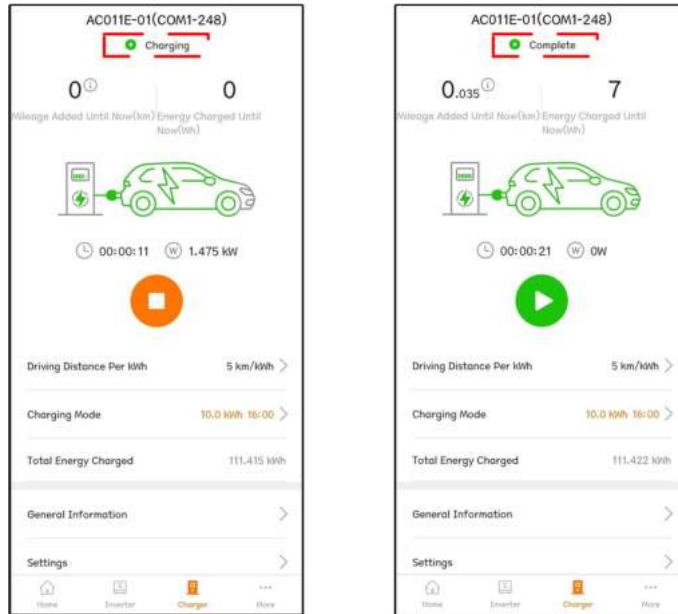 AC011E-01(COM1-248)
Charging
0 0
Mileage Added Until Now(km) Energy Charged Until
Now(Wh)
00:00:11 W 1.475 kW
Driving Distance Per kWh 5 km/kWh
Charging Mode 10.0 kWh 16:00
Total Energy Charged 111.415 kWh
General Information
Settings
Home Inverter Charger More
AC011E-01(COM1-248)
Complete
0.035 7
Mileage Added Until Now(km) Energy Charged Until
Now(Wh)
00:00:21 W 0W
Driving Distance Per kWh 5 km/kWh
Charging Mode 10.0 kWh 16:00
Total Energy Charged 111.422 kWh
General Information
Settings
Home Inverter Charger More